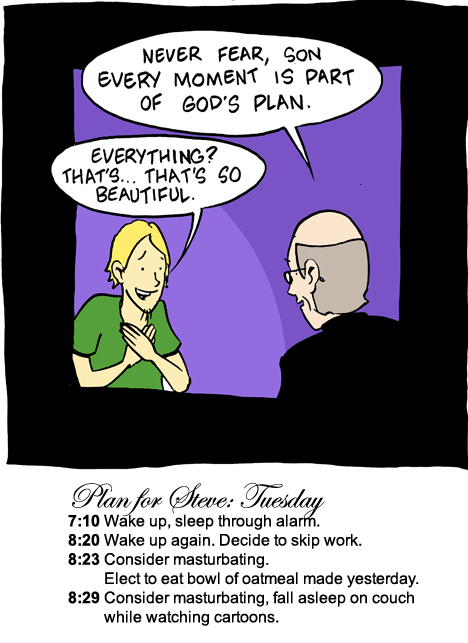 NEVER FEAR, SON
EVERY MOMENT IS PART
OF GOD'S PLAN.
EVERYTHING?
THAT'S... THAT'S SO
BEAUTIFUL.
Plan for Steve: Tuesday
7:10 Wake up, sleep through alarm.
8:20 Wake up again. Decide to skip work.
8:23 Consider masturbating.
Elect to eat bowl of oatmeal made yesterday.
8:29 Consider masturbating, fall asleep on couch
while watching cartoons.